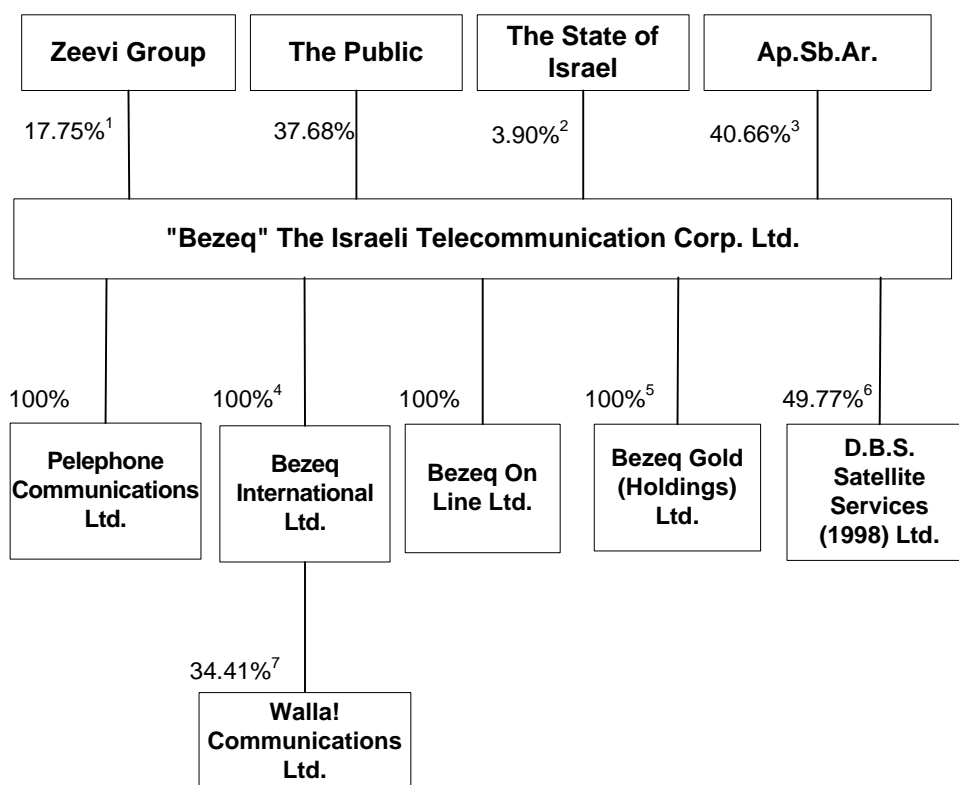 Zeevi Group
The Public
The State of
Israel
Ap.Sb.Ar.
17.75%1
37.68%
3.90%2
40.66%3
"Bezeq" The Israeli Telecommunication Corp. Ltd.
100%
100%4
100%
100%5
49.77%6
Pelephone
Communications
Ltd.
Bezeq
International
Ltd.
Bezeq On
Line Ltd.
Bezeq Gold
(Holdings)
Ltd.
D.B.S.
Satellite
Services
(1998) Ltd.
34.41%7
Walla!
Communications
Ltd.